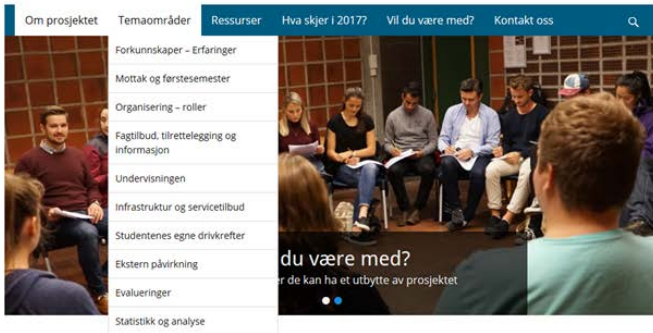 Om prosjektet Temaområder Ressurser Hva skjer i 2017? Vil du være med? Kontakt oss
Forkunnskaper – Erfaringer
Mottak og førstesemester
Organisering – roller
Fagtilbud, tilrettelegging og
informasjon
Undervisningen
Infrastruktur og servicetilbud
Studentenes egne drivkrefter
Ekstern påvirkning
du være med?
er de kan ha et utbytte av prosjektet
Evalueringer
Statistikk og analyse